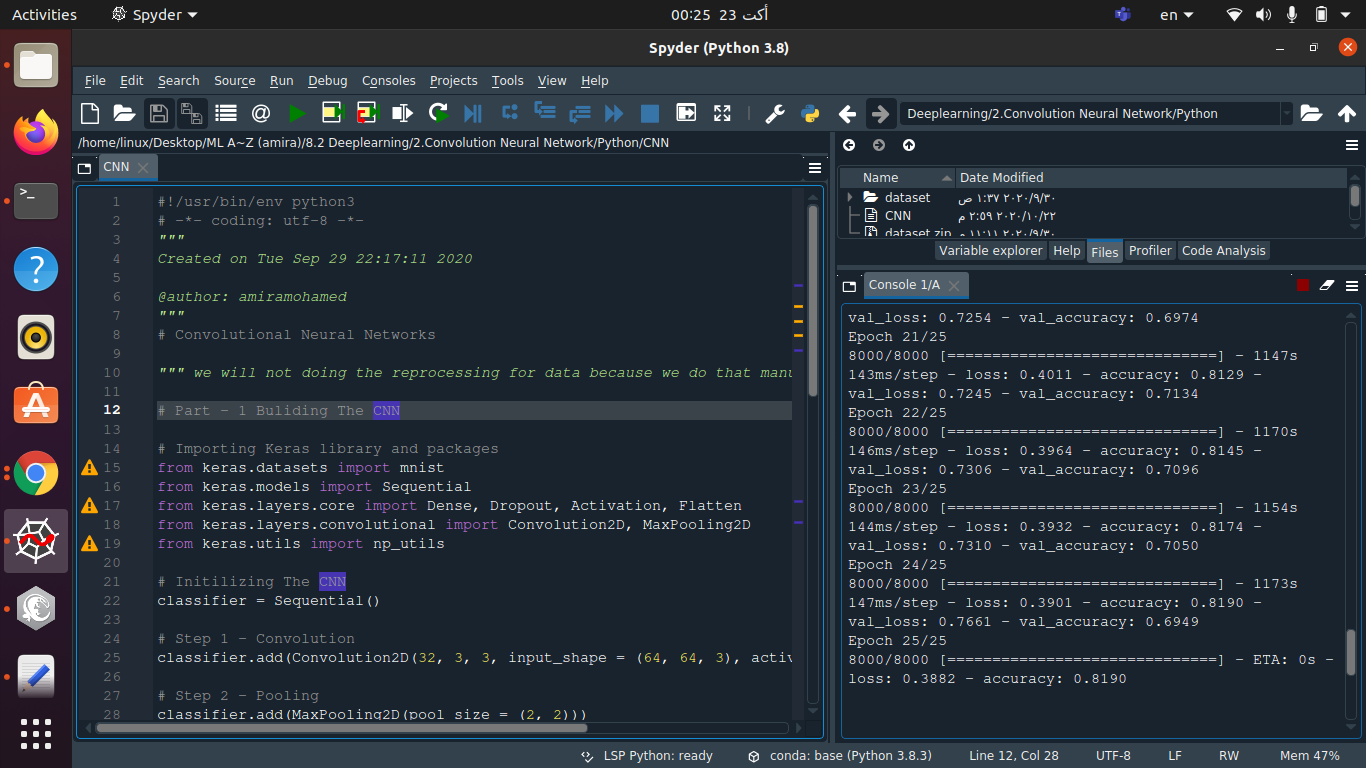 Activities
Spyder
00:25 23 أكت
en
Spyder (Python 3.8)
File Edit Search Source Run Debug Consoles Projects Tools View Help
Deeplearning/2.Convolution Neural Network/Python
/home/linux/Desktop/ML A~Z (amira)/8.2 Deeplearning/2.Convolution Neural Network/Python/CNN
CNN
1 #!/usr/bin/env python3
2 # -*- coding: utf-8 -*-
3 """
4 Created on Tue Sep 29 22:17:11 2020
5
6 @author: amiramohamed
7 """
8 # Convolutional Neural Networks
9
10 """ we will not doing the reprocessing for data because we do that manu
11
12 # Part - 1 Buliding The CNN
13
14 # Importing Keras library and packages
15 from keras.datasets import mnist
16 from keras.models import Sequential
17 from keras.layers.core import Dense, Dropout, Activation, Flatten
18 from keras.layers.convolutional import Convolution2D, MaxPooling2D
19 from keras.utils import np_utils
20
21 # Initilizing The CNN
22 classifier = Sequential()
23
24 # Step 1 - Convolution
25 classifier.add(Convolution2D(32, 3, 3, input_shape = (64, 64, 3), activ
26
27 # Step 2 - Pooling
28 classifier.add(MaxPooling2D(pool_size = (2, 2)))
Name Date Modified
dataset ٢٠٢٠/٩/٣٠ ١:٣٧ ص
CNN ٢٠٢٠/١٠/٢٢ ٢:٥٩ م
dataset.zip ٢٠٢٠/٩/٣٠ ١١:١١ م
Variable explorer Help Files Profiler Code Analysis
Console 1/A
val_loss: 0.7254 - val_accuracy: 0.6974
Epoch 21/25
8000/8000 [==============================] - 1147s
143ms/step - loss: 0.4011 - accuracy: 0.8129 -
val_loss: 0.7245 - val_accuracy: 0.7134
Epoch 22/25
8000/8000 [==============================] - 1170s
146ms/step - loss: 0.3964 - accuracy: 0.8145 -
val_loss: 0.7306 - val_accuracy: 0.7096
Epoch 23/25
8000/8000 [==============================] - 1154s
144ms/step - loss: 0.3932 - accuracy: 0.8174 -
val_loss: 0.7310 - val_accuracy: 0.7050
Epoch 24/25
8000/8000 [==============================] - 1173s
147ms/step - loss: 0.3901 - accuracy: 0.8190 -
val_loss: 0.7661 - val_accuracy: 0.6949
Epoch 25/25
8000/8000 [==============================] - ETA: 0s -
loss: 0.3882 - accuracy: 0.8190
LSP Python: ready conda: base (Python 3.8.3) Line 12, Col 28 UTF-8 LF RW Mem 47%